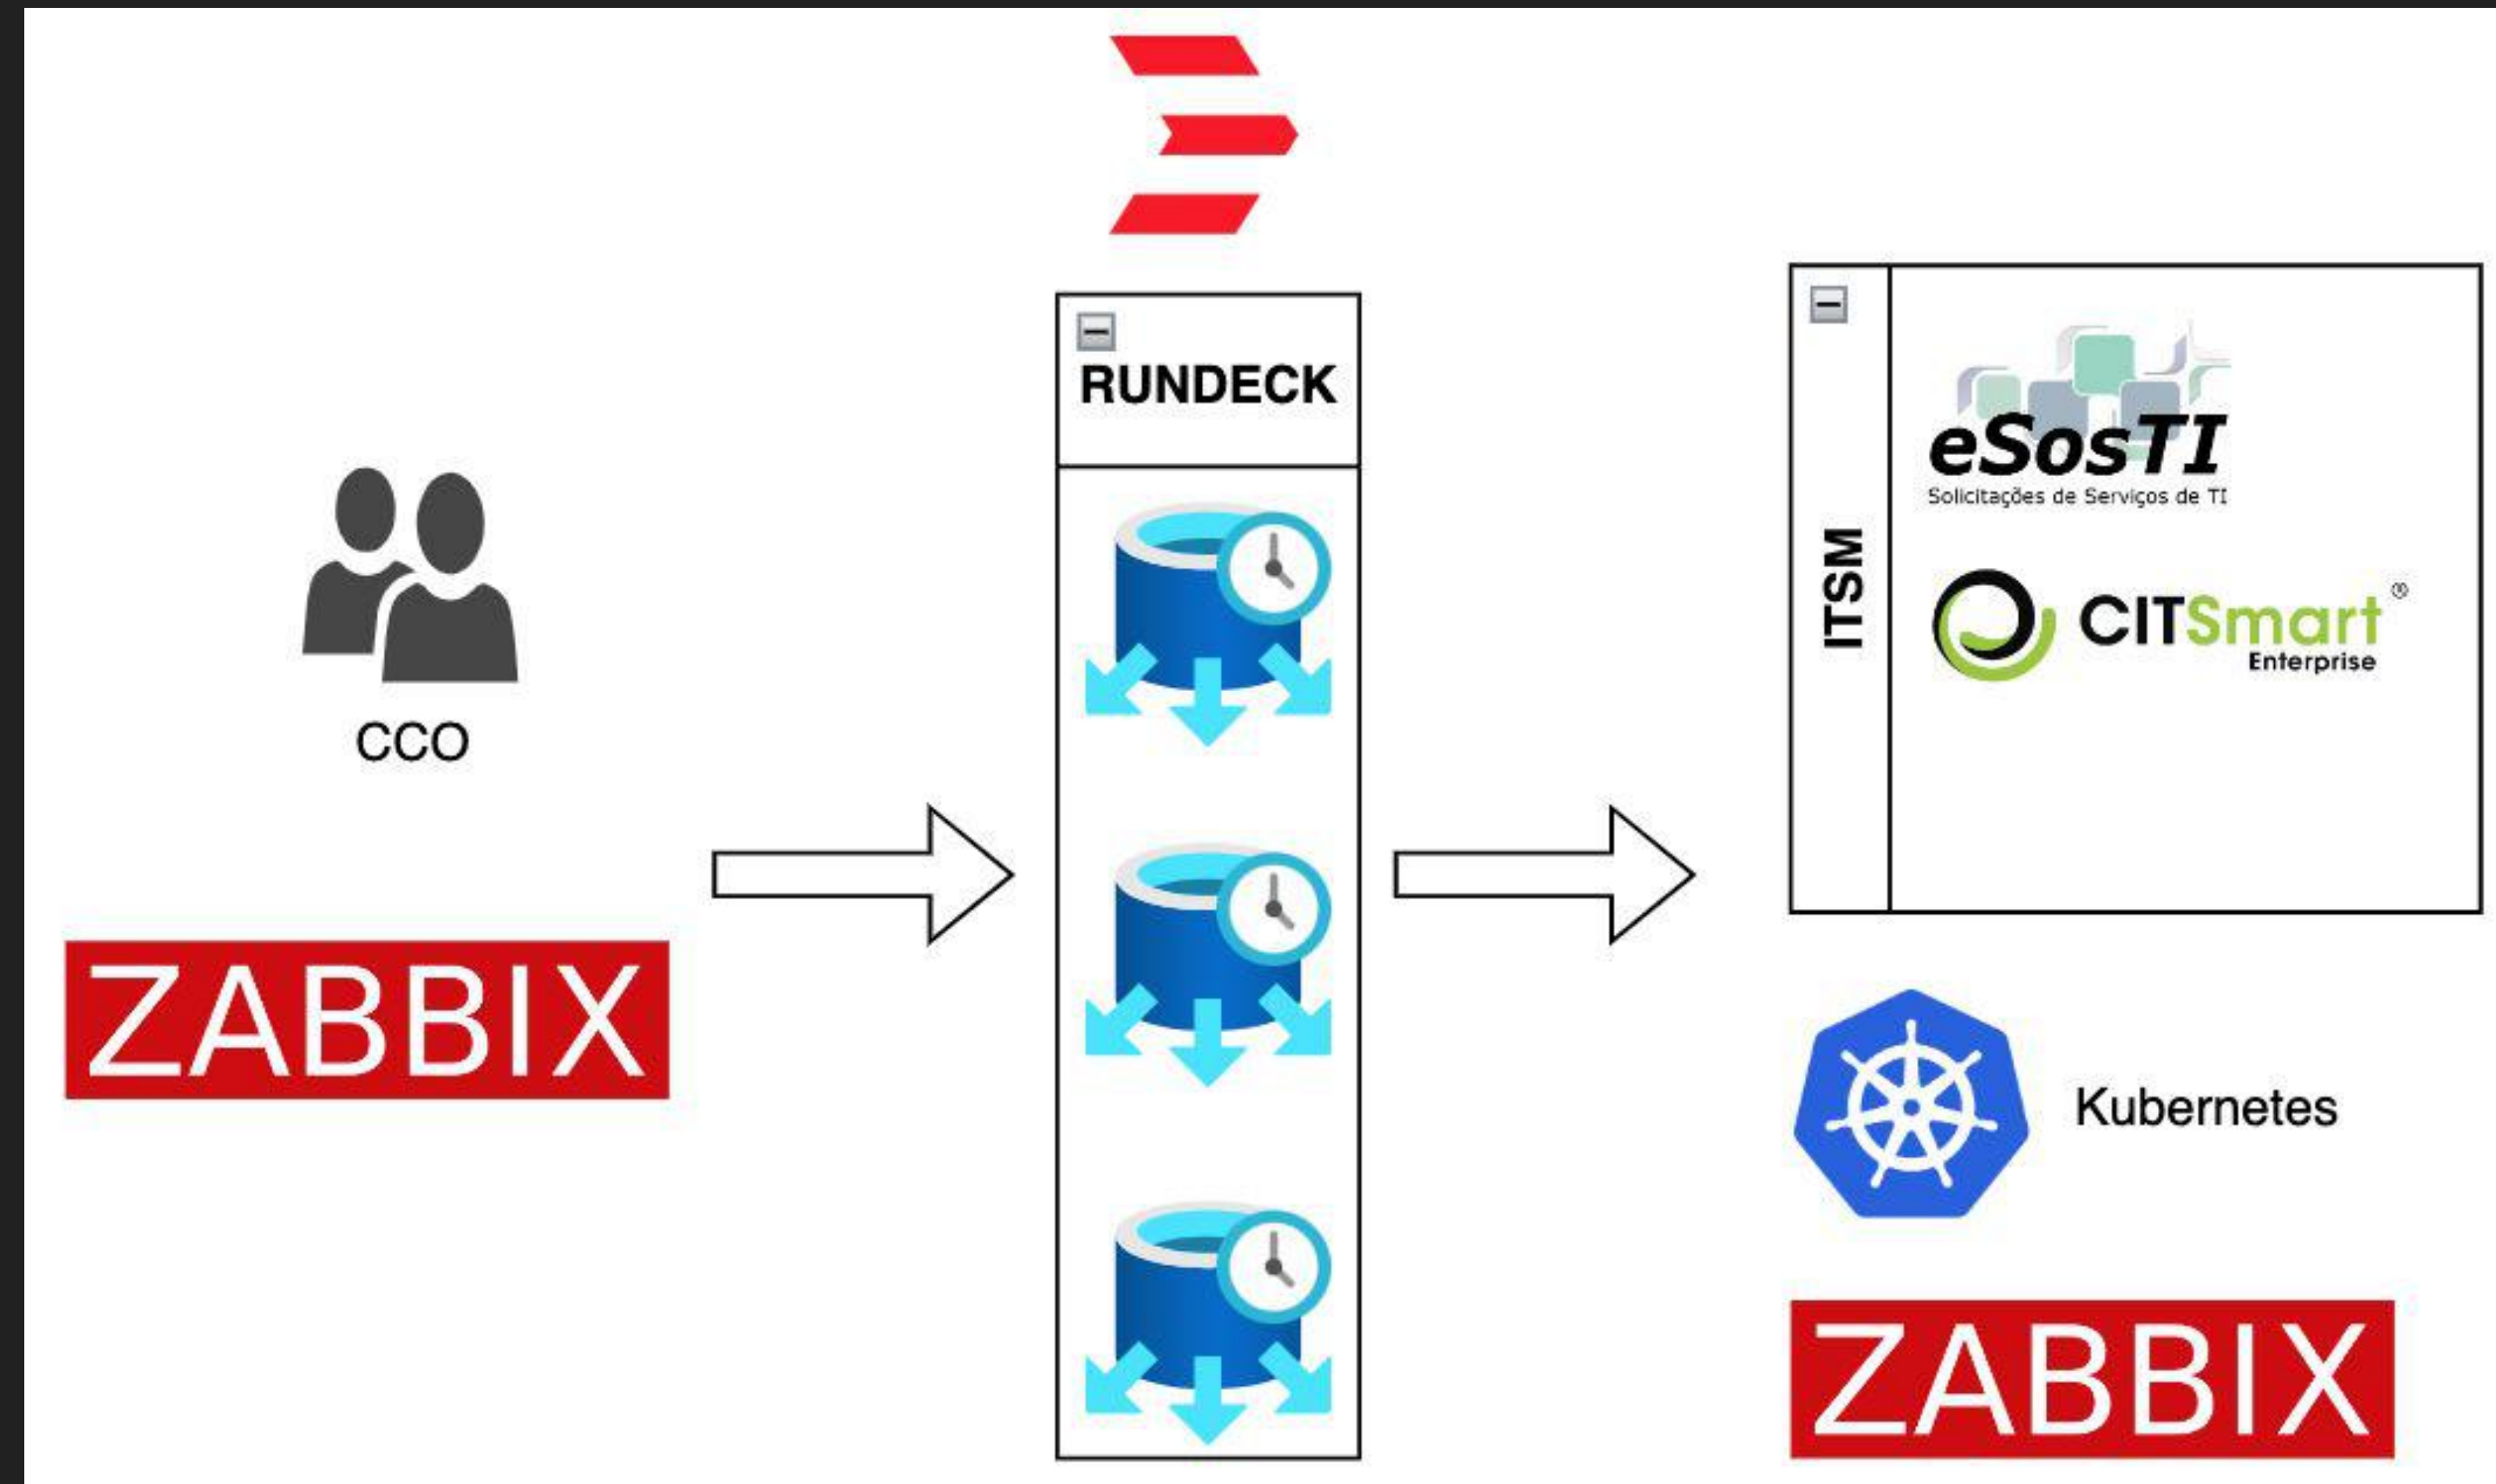 CCO
ZABBIX
RUNDECK
ITSM
eSosTI
Solicitações de Serviços de TI
CITSmart®
Enterprise
Kubernetes
ZABBIX